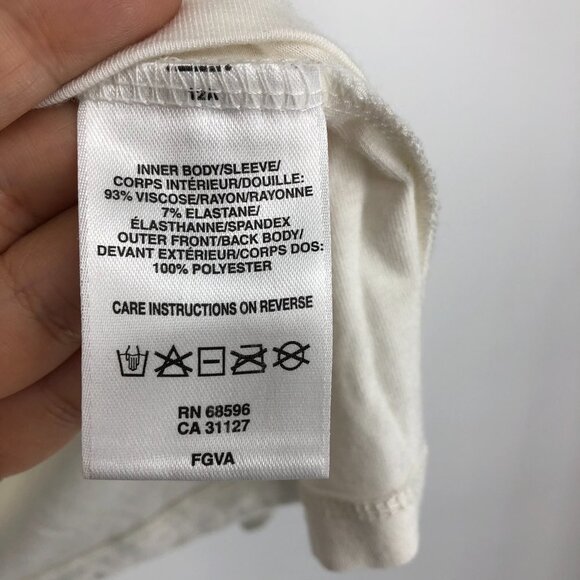 12A
INNER BODY/SLEEVE/
CORPS INTÉRIEUR/DOUILLE:
93% VISCOSE/RAYON/RAYONNE
7% ELASTANE/
ÉLASTHANNE/SPANDEX
OUTER FRONT/BACK BODY/
DEVANT EXTÉRIEUR/CORPS DOS:
100% POLYESTER
CARE INSTRUCTIONS ON REVERSE
RN 68596
CA 31127
FGVA